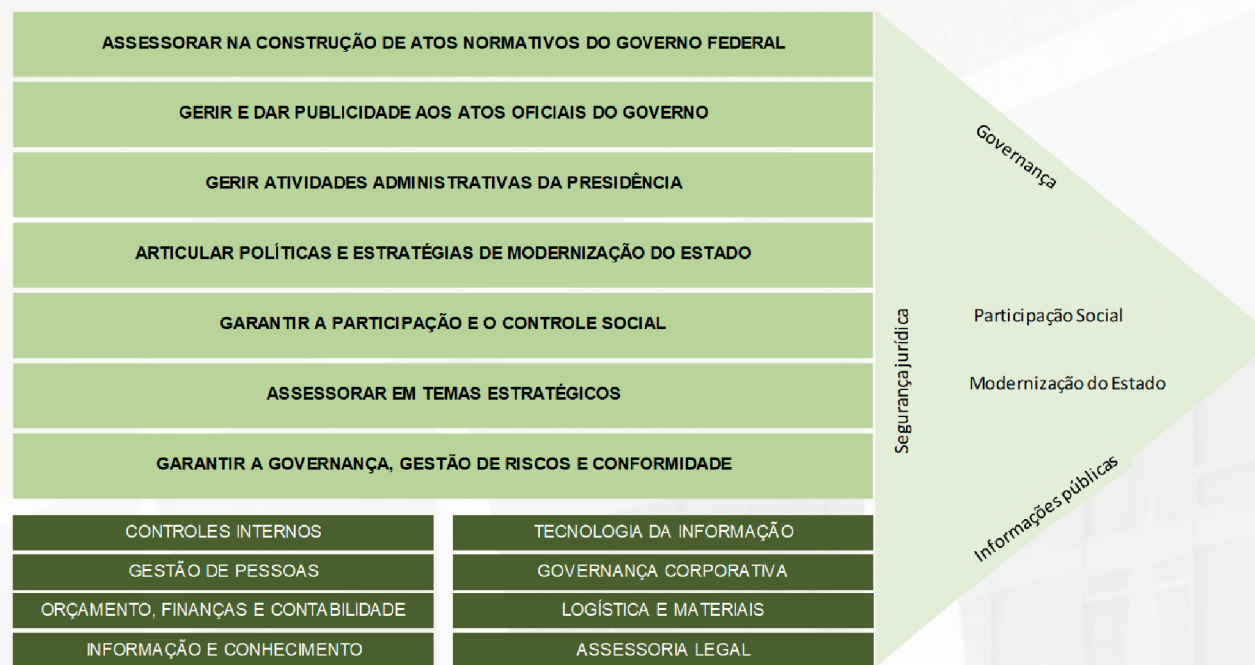 ASSESSORAR NA CONSTRUÇÃO DE ATOS NORMATIVOS DO GOVERNO FEDERAL
GERIR E DAR PUBLICIDADE AOS ATOS OFICIAIS DO GOVERNO
GERIR ATIVIDADES ADMINISTRATIVAS DA PRESIDÊNCIA
ARTICULAR POLÍTICAS E ESTRATÉGIAS DE MODERNIZAÇÃO DO ESTADO
GARANTIR A PARTICIPAÇÃO E O CONTROLE SOCIAL
ASSESSORAR EM TEMAS ESTRATÉGICOS
GARANTIR A GOVERNANÇA, GESTÃO DE RISCOS E CONFORMIDADE
CONTROLES INTERNOS
TECNOLOGIA DA INFORMAÇÃO
GESTÃO DE PESSOAS
GOVERNANÇA CORPORATIVA
ORÇAMENTO, FINANÇAS E CONTABILIDADE
LOGÍSTICA E MATERIAIS
INFORMAÇÃO E CONHECIMENTO
ASSESSORIA LEGAL
Segurança jurídica
Governança
Participação Social
Modernização do Estado
Informações públicas